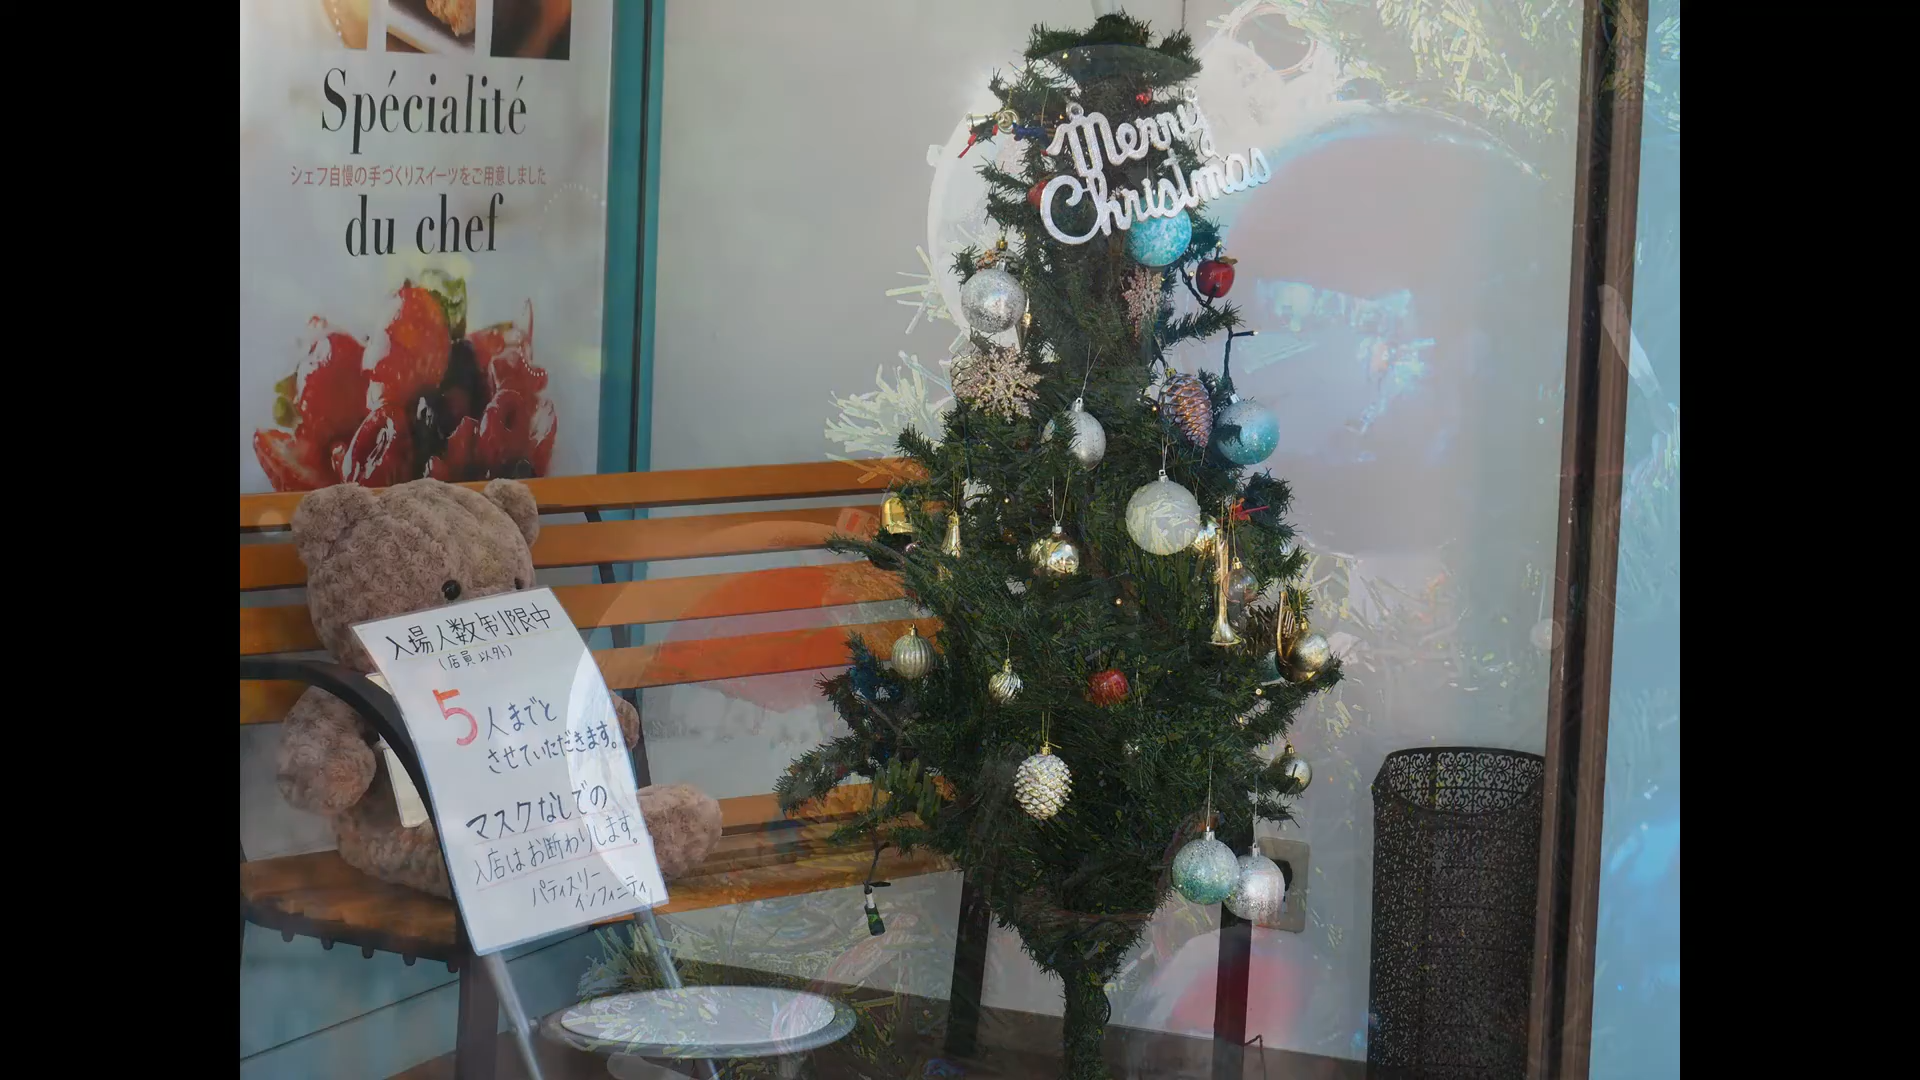 Spécialité
シェフ自慢の手づくりスイーツをご用意しました
du chef
Merry
Christmas
入場人数制限中
(店員以外)
5人までと
させていただきます。
マスクなしでの
入店はお断わりします。
パティスリー
インフィニティ